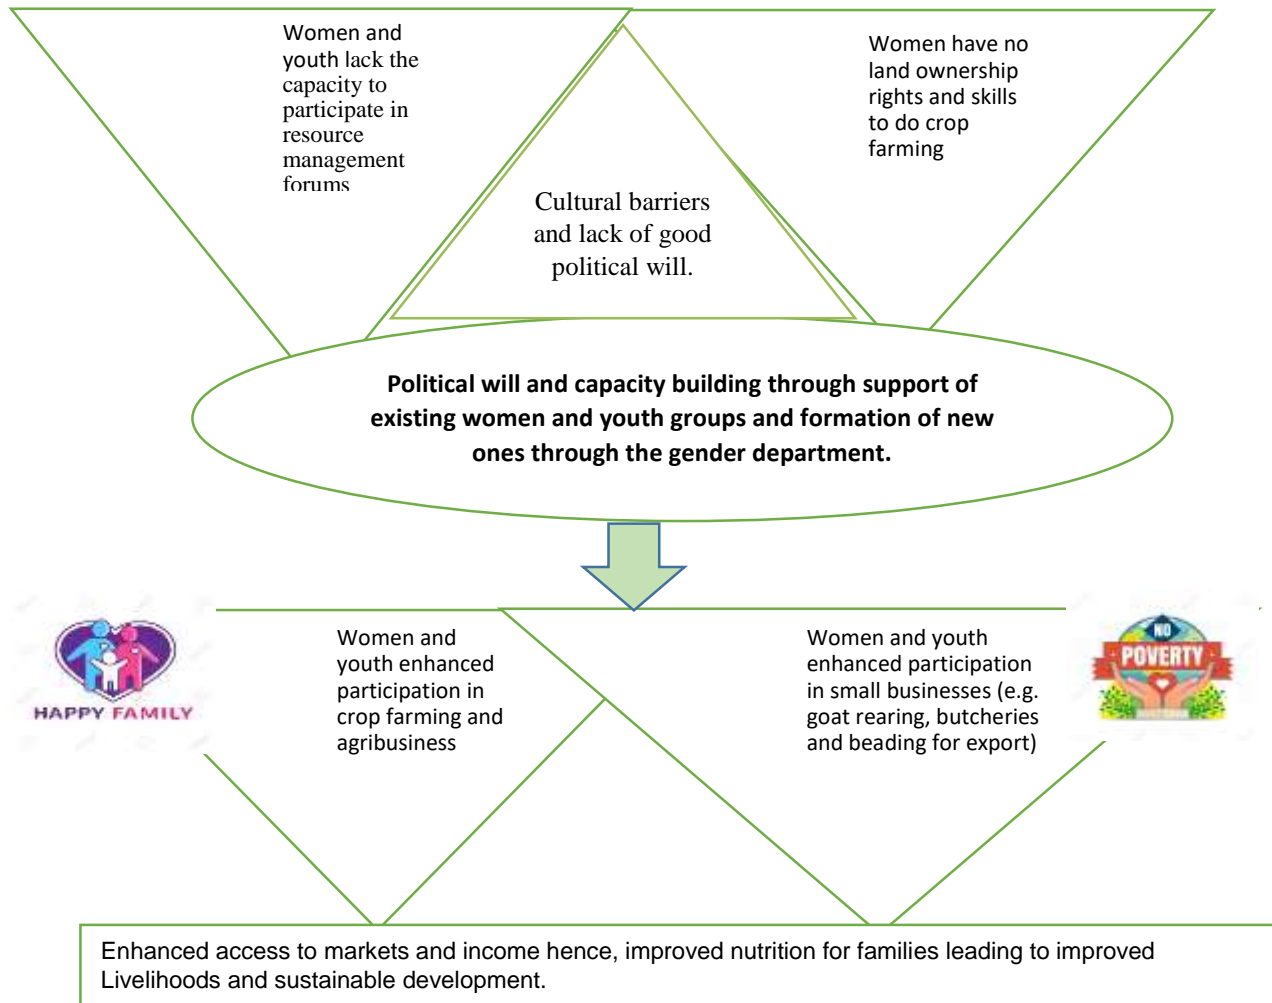 Women and
youth lack the
capacity to
participate in
resource
management
forums
Women have no
land ownership
rights and skills
to do crop
farming
Cultural barriers
and lack of good
political will.
Political will and capacity building through support of
existing women and youth groups and formation of new
ones through the gender department.
HAPPY FAMILY
Women and
youth enhanced
participation in
crop farming and
agribusiness
Women and youth
enhanced participation
in small businesses (e.g.
goat rearing, butcheries
and beading for export)
NO
POVERTY
Enhanced access to markets and income hence, improved nutrition for families leading to improved
Livelihoods and sustainable development.